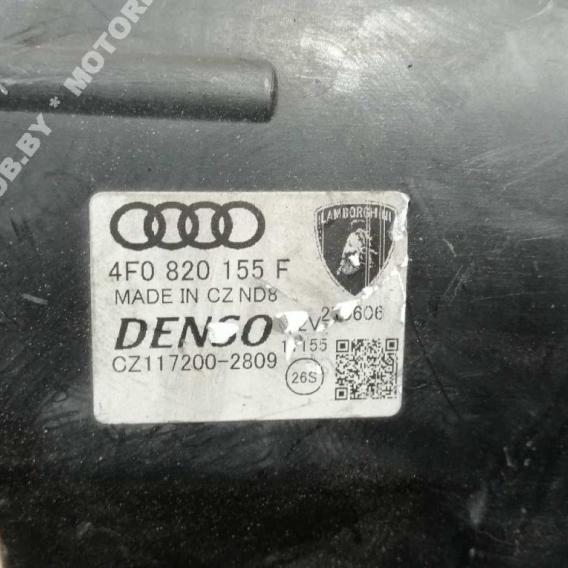 LAMBORGHINI
4F0 820 155 F
MADE IN CZ ND8
DENSO
CZ117200-2809
26S